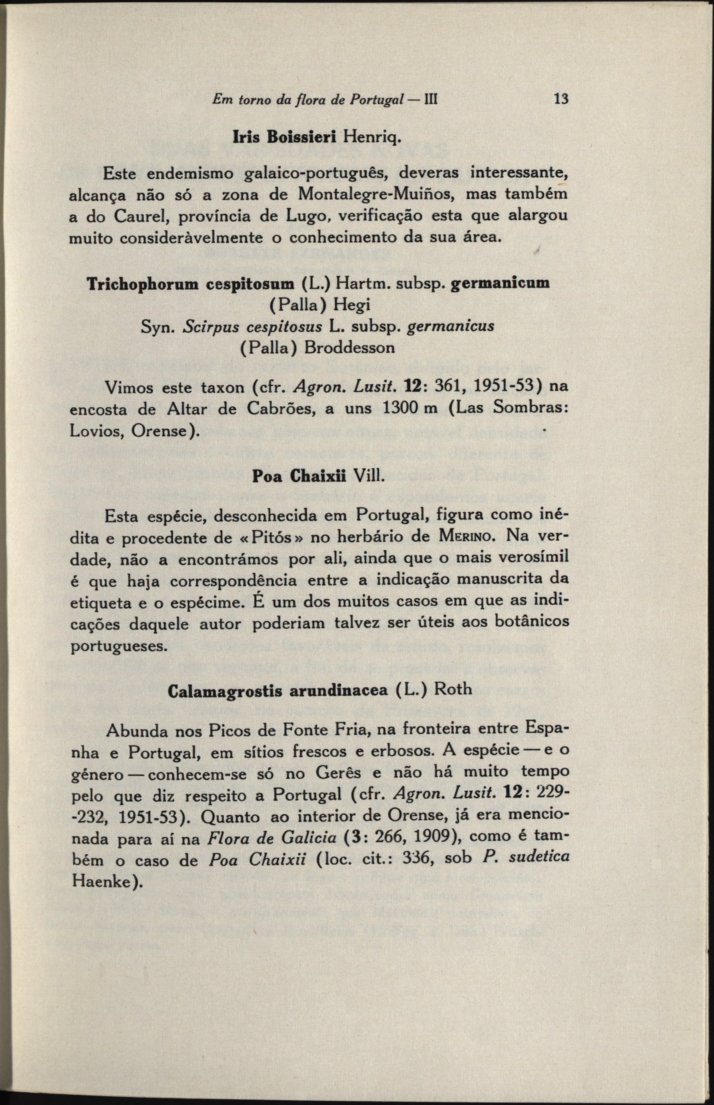 Em torno da flora de Portugal — III 13
Iris Boissieri Henriq.
Este endemismo galaico-português, deveras interessante,
alcança não só a zona de Montalegre-Muiños, mas também
a do Caurel, província de Lugo, verificação esta que alargou
muito consideràvelmente o conhecimento da sua área.
Trichophorum cespitosum (L.) Hartm. subsp. germanicum
(Palla) Hegi
Syn. Scirpus cespitosus L. subsp. germanicus
(Palla) Broddesson
Vimos este taxon (cfr. Agron. Lusit. 12: 361, 1951-53) na
encosta de Altar de Cabrões, a uns 1300 m (Las Sombras:
Lovios, Orense).
Poa Chaixii Vill.
Esta espécie, desconhecida em Portugal, figura como iné-
dita e procedente de «Pitós» no herbário de MERINO. Na ver-
dade, não a encontrámos por ali, ainda que o mais verosímil
é que haja correspondência entre a indicação manuscrita da
etiqueta e o espécime. É um dos muitos casos em que as indi-
cações daquele autor poderiam talvez ser úteis aos botânicos
portugueses.
Calamagrostis arundinacea (L.) Roth
Abunda nos Picos de Fonte Fria, na fronteira entre Espa-
nha e Portugal, em sítios frescos e erbosos. A espécie — e o
género — conhecem-se só no Gerês e não há muito tempo
pelo que diz respeito a Portugal (cfr. Agron. Lusit. 12: 229-
-232, 1951-53). Quanto ao interior de Orense, já era mencio-
nada para aí na Flora de Galicia (3: 266, 1909), como é tam-
bém o caso de Poa Chaixii (loc. cit.: 336, sob P. sudetica
Haenke).